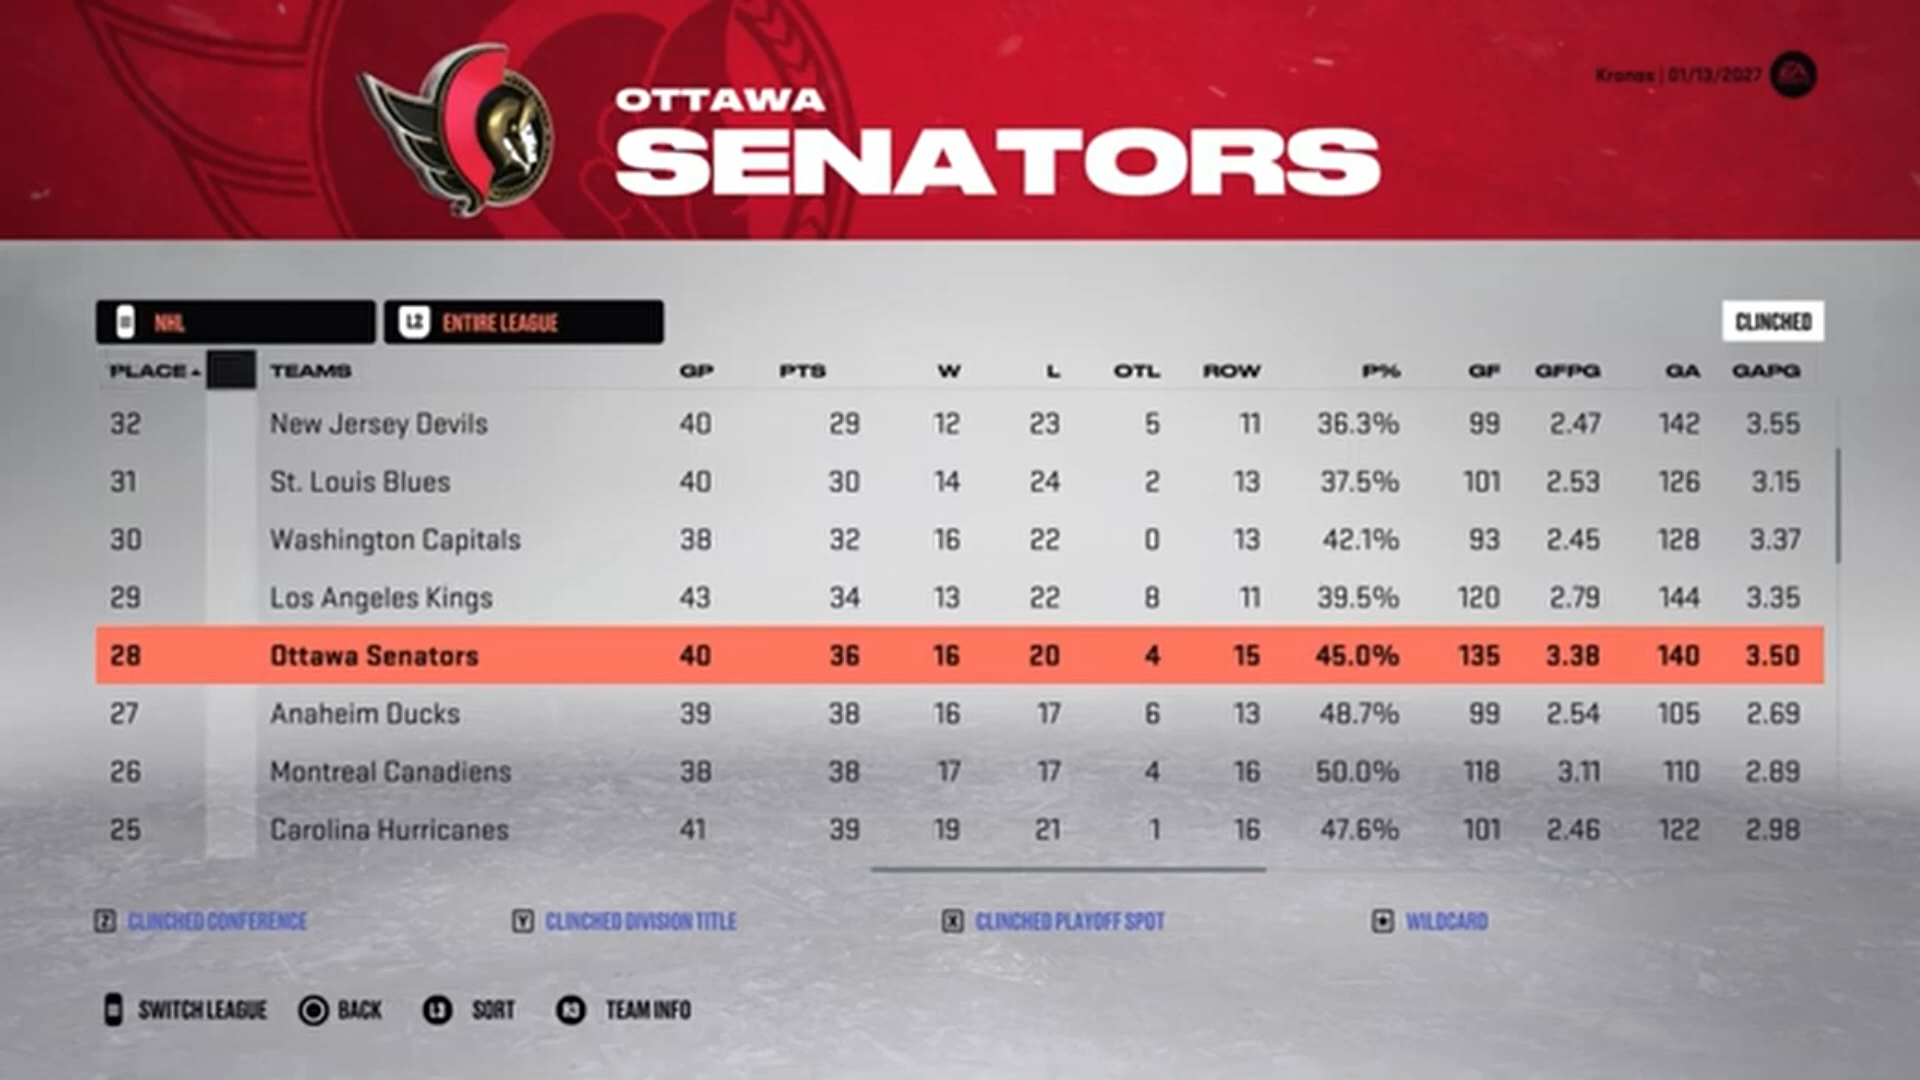 OTTAWA
SENATORS
Kronos | 01/13/2027
NHL
L2 ENTIRE LEAGUE
CLINCHED
PLACE TEAMS GP PTS W L OTL ROW P% GF GFPG GA GAPG
32 New Jersey Devils 40 29 12 23 5 11 36.3% 99 2.47 142 3.55
31 St. Louis Blues 40 30 14 24 2 13 37.5% 101 2.53 126 3.15
30 Washington Capitals 38 32 16 22 0 13 42.1% 93 2.45 128 3.37
29 Los Angeles Kings 43 34 13 22 8 11 39.5% 120 2.79 144 3.35
28 Ottawa Senators 40 36 16 20 4 15 45.0% 135 3.38 140 3.50
27 Anaheim Ducks 39 38 16 17 6 13 48.7% 99 2.54 105 2.69
26 Montreal Canadiens 38 38 17 17 4 16 50.0% 118 3.11 110 2.89
25 Carolina Hurricanes 41 39 19 21 1 16 47.6% 101 2.46 122 2.98
Z CLINCHED CONFERENCE Y CLINCHED DIVISION TITLE X CLINCHED PLAYOFF SPOT WILDCARD
SWITCH LEAGUE BACK SORT TEAM INFO